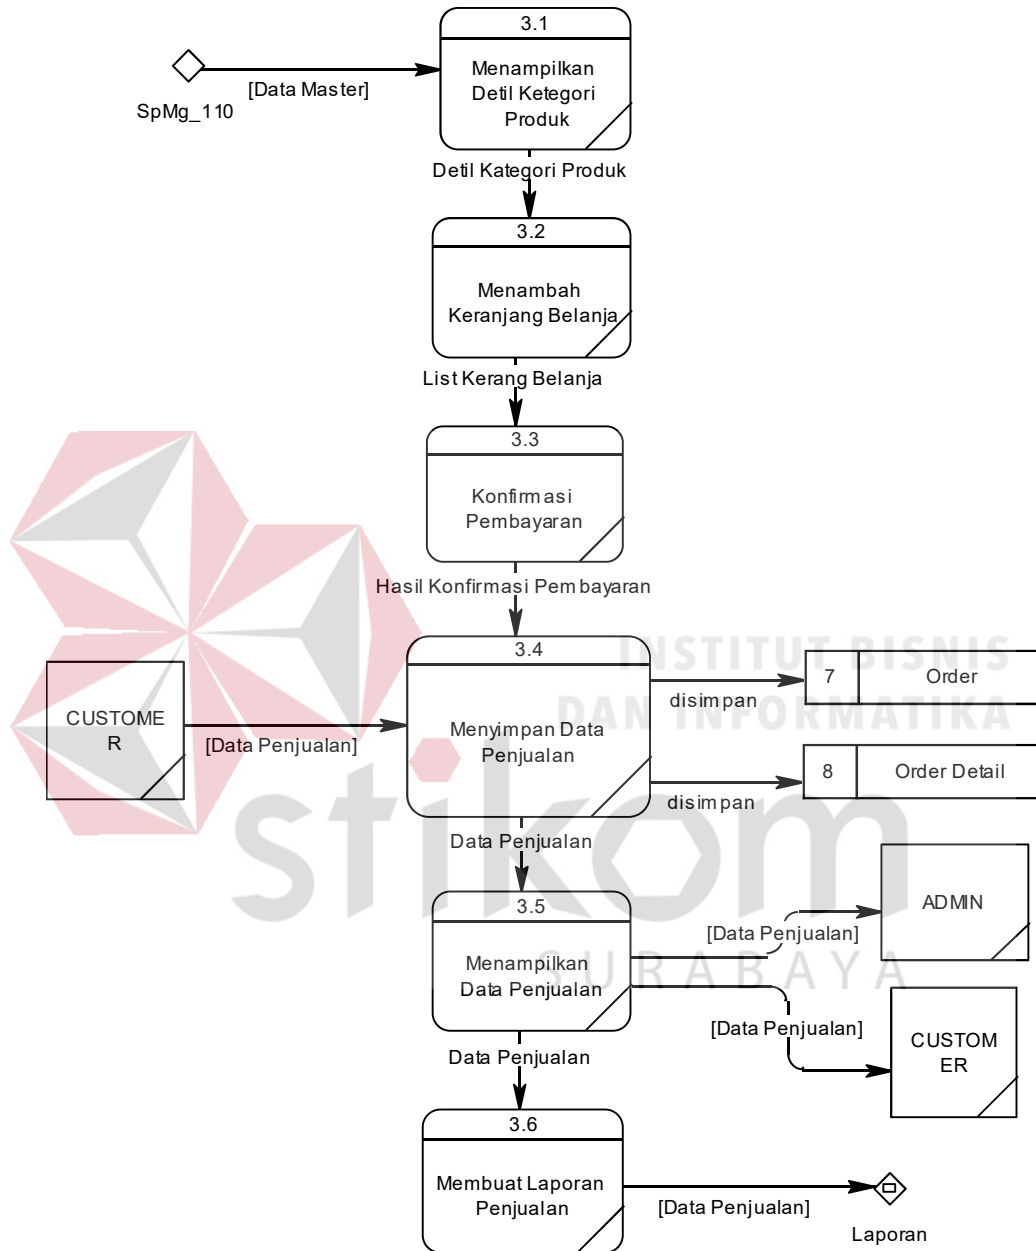 3.1
Menampilkan
Detil Ketegori
Produk
[Data Master]
SpMg_110
Detil Kategori Produk
3.2
Menambah
Keranjang Belanja
List Kerang Belanja
3.3
Konfirmasi
Pembayaran
Hasil Konfirmasi Pembayaran
INSTITUT BISNIS
DAN INFORMATIKA
3.4
Menyimpan Data
Penjualan
CUSTOME
R
[Data Penjualan]
disimpan
7
Order
disimpan
8
Order Detail
stikom
SURABAYA
Data Penjualan
3.5
Menampilkan
Data Penjualan
[Data Penjualan]
ADMIN
[Data Penjualan]
CUSTOM
ER
Data Penjualan
3.6
Membuat Laporan
Penjualan
[Data Penjualan]
Laporan